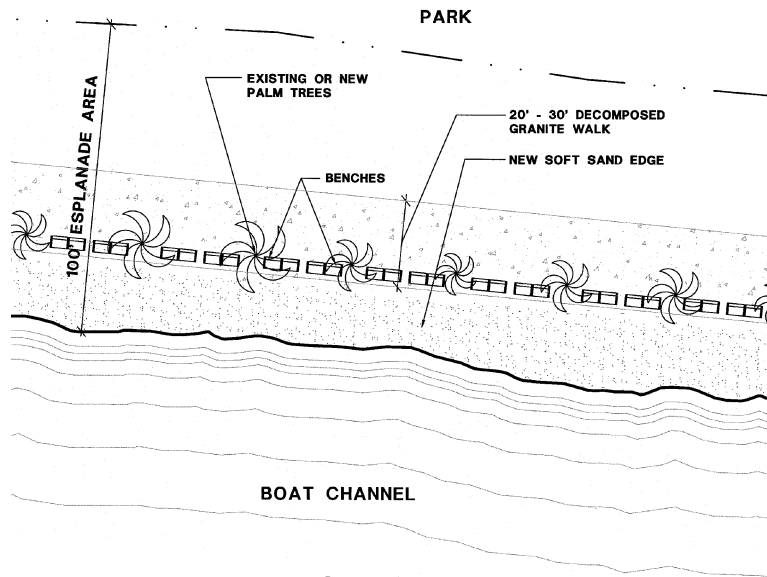 PARK
EXISTING OR NEW
PALM TREES
20' - 30' DECOMPOSED
GRANITE WALK
NEW SOFT SAND EDGE
BENCHES
100' ESPLANADE AREA
BOAT CHANNEL